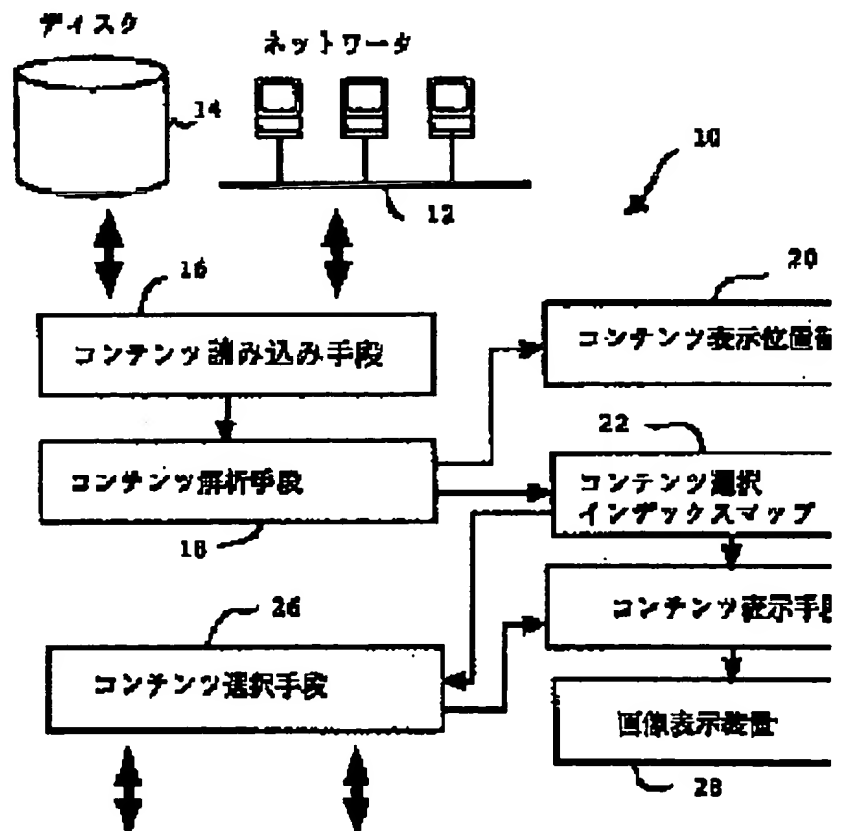 ディスク
ネットワータ
14
12
10
16
20
コンテンツ読み込み手段
コンテンツ表示位置
22
コンテンツ解析手段
コンテンツ選択
インデックスマップ
18
26
コンテンツ表示手段
コンテンツ選択手段
画像表示装置
28